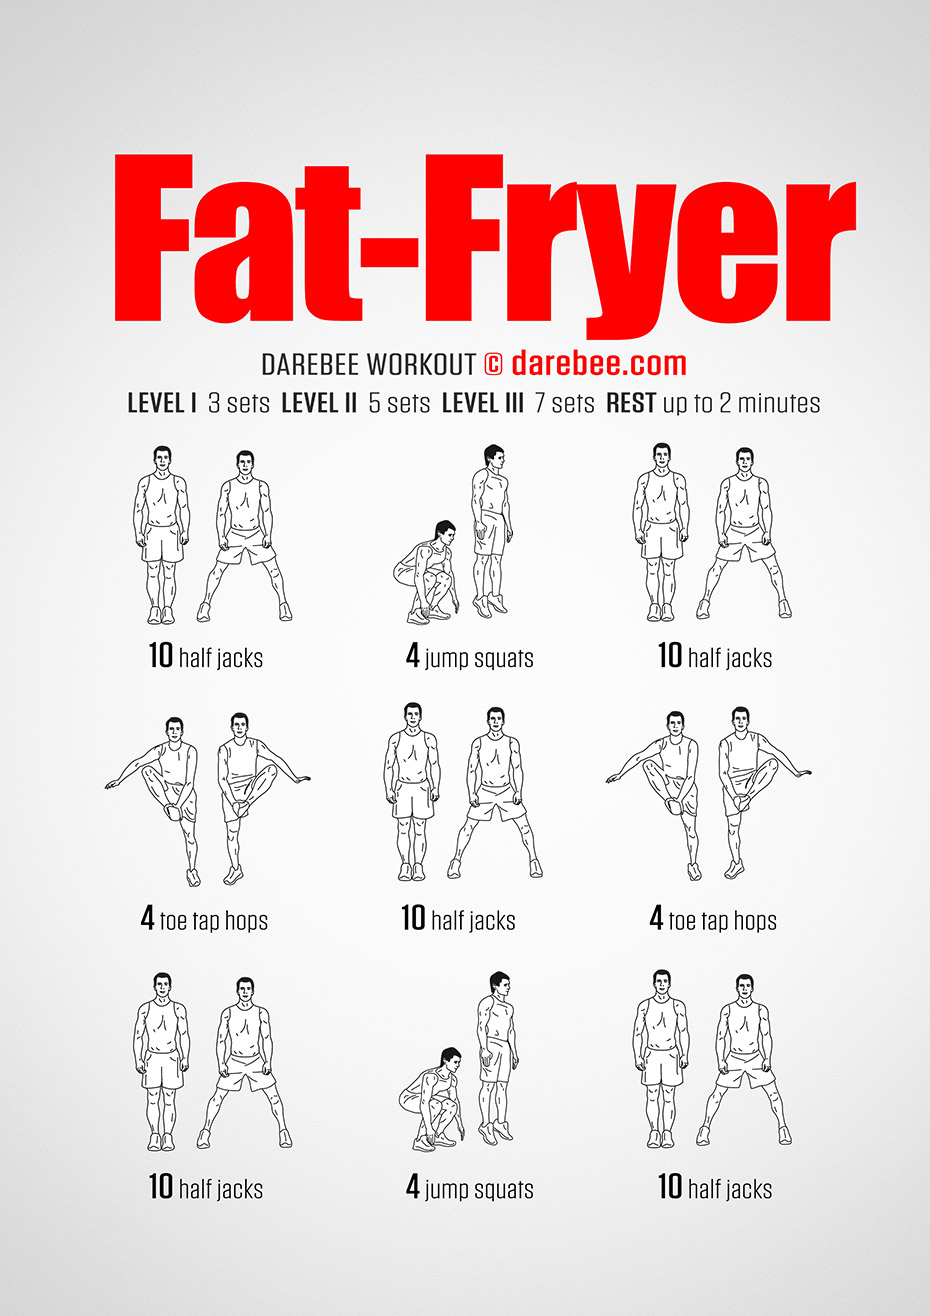 Fat-Fryer
DAREBEE WORKOUT © darebee.com
LEVEL I 3 sets LEVEL II 5 sets LEVEL III 7 sets REST up to 2 minutes
10 half jacks
4 jump squats
10 half jacks
4 toe tap hops
10 half jacks
4 toe tap hops
10 half jacks
4 jump squats
10 half jacks